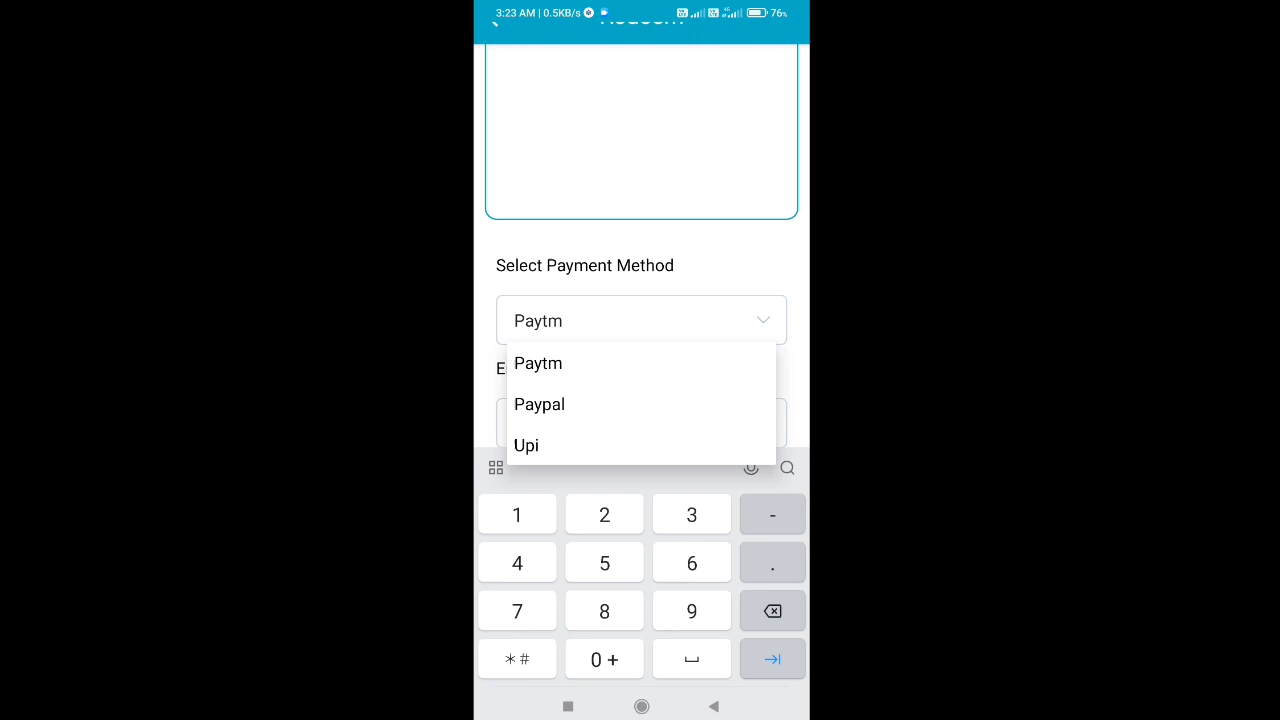 3:23 AM | 0.5KB/s
76%
Select Payment Method
Paytm
Paytm
Paypal
Upi
1 2 3 -
4 5 6 .
7 8 9
*# 0 +